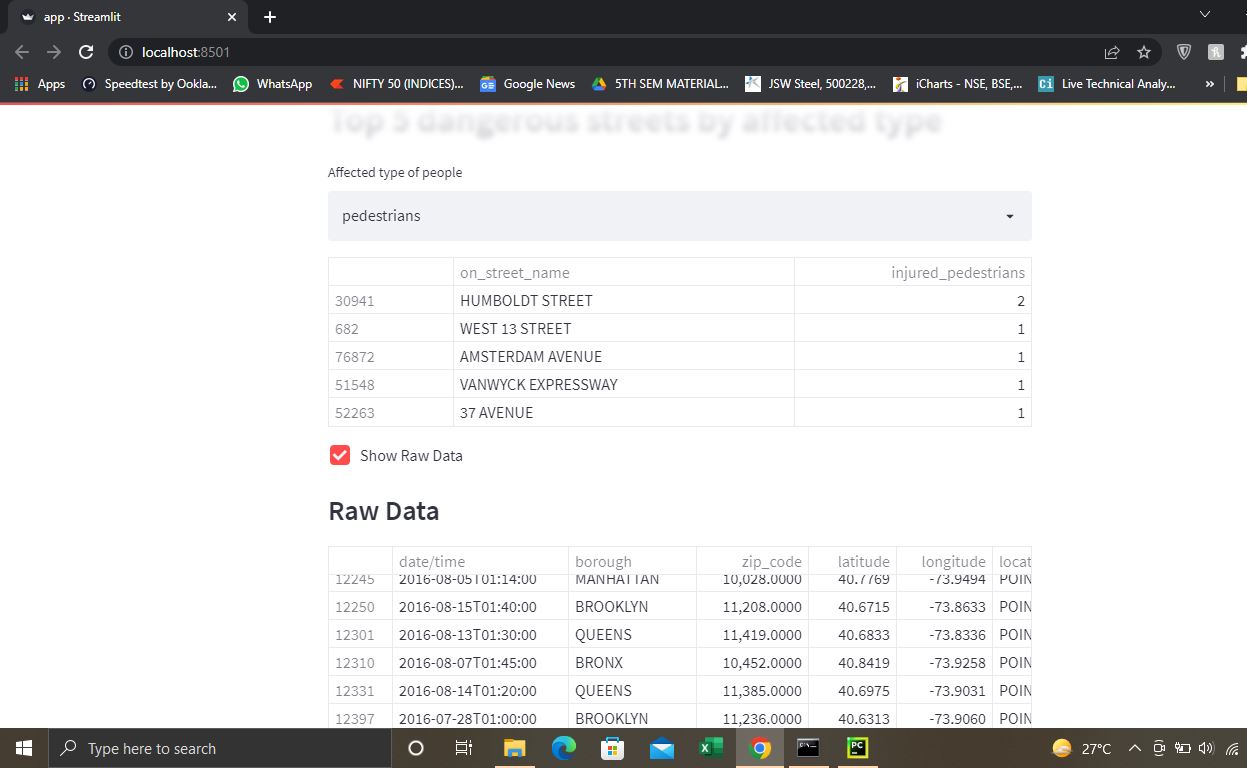 app · Streamlit
localhost:8501
Apps Speedtest by Ookla... WhatsApp NIFTY 50 (INDICES)... Google News 5TH SEM MATERIAL... JSW Steel, 500228,... iCharts - NSE, BSE,... Live Technical Analy... »
Top 5 dangerous streets by affected type
Affected type of people
pedestrians
on_street_name injured_pedestrians
30941 HUMBOLDT STREET 2
682 WEST 13 STREET 1
76872 AMSTERDAM AVENUE 1
51548 VANWYCK EXPRESSWAY 1
52263 37 AVENUE 1
Show Raw Data
Raw Data
date/time borough zip_code latitude longitude locat
12245 2016-08-05T01:14:00 MANHATTAN 10,028.0000 40.7769 -73.9494 POIN
12250 2016-08-15T01:40:00 BROOKLYN 11,208.0000 40.6715 -73.8633 POIN
12301 2016-08-13T01:30:00 QUEENS 11,419.0000 40.6833 -73.8336 POIN
12310 2016-08-07T01:45:00 BRONX 10,452.0000 40.8419 -73.9258 POIN
12331 2016-08-14T01:20:00 QUEENS 11,385.0000 40.6975 -73.9031 POIN
12397 2016-07-28T01:00:00 BROOKLYN 11,236.0000 40.6313 -73.9060 POIN
Type here to search 27°C